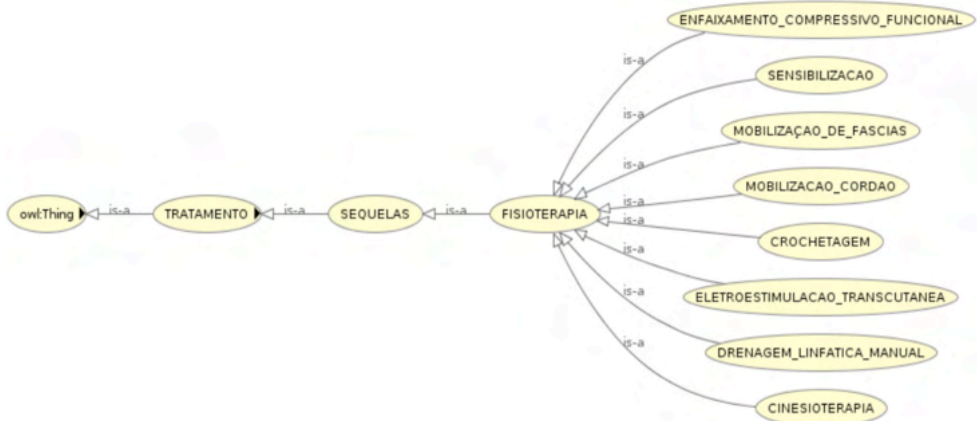 ENFAIXAMENTO_COMPRESSIVO_FUNCIONAL
is-a
SENSIBILIZACAO
is-a
MOBILIZAÇAO_DE_FASCIAS
is-a
MOBILIZACAO_CORDAO
is-a
owl:Thing is-a TRATAMENTO is-a SEQUELAS is-a FISIOTERAPIA
is-a
CROCHETAGEM
is-a
ELETROESTIMULACAO_TRANSCUTANEA
is-a
DRENAGEM_LINFATICA_MANUAL
is-a
CINESIOTERAPIA